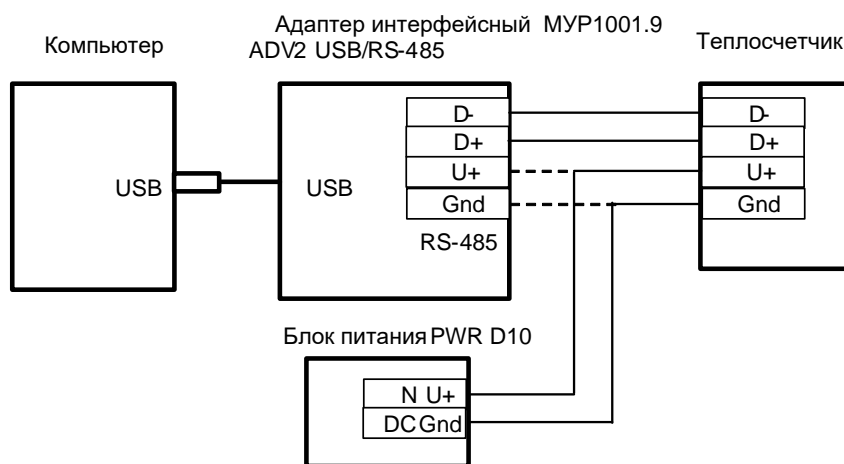 Компьютер
Адаптер интерфейсный МУР1001.9
ADV2 USB/RS-485
Теплосчетчик
USB
USB
D-
D+
U+
Gnd
RS-485
D-
D+
U+
Gnd
Блок питания PWR D10
N U+
DC Gnd